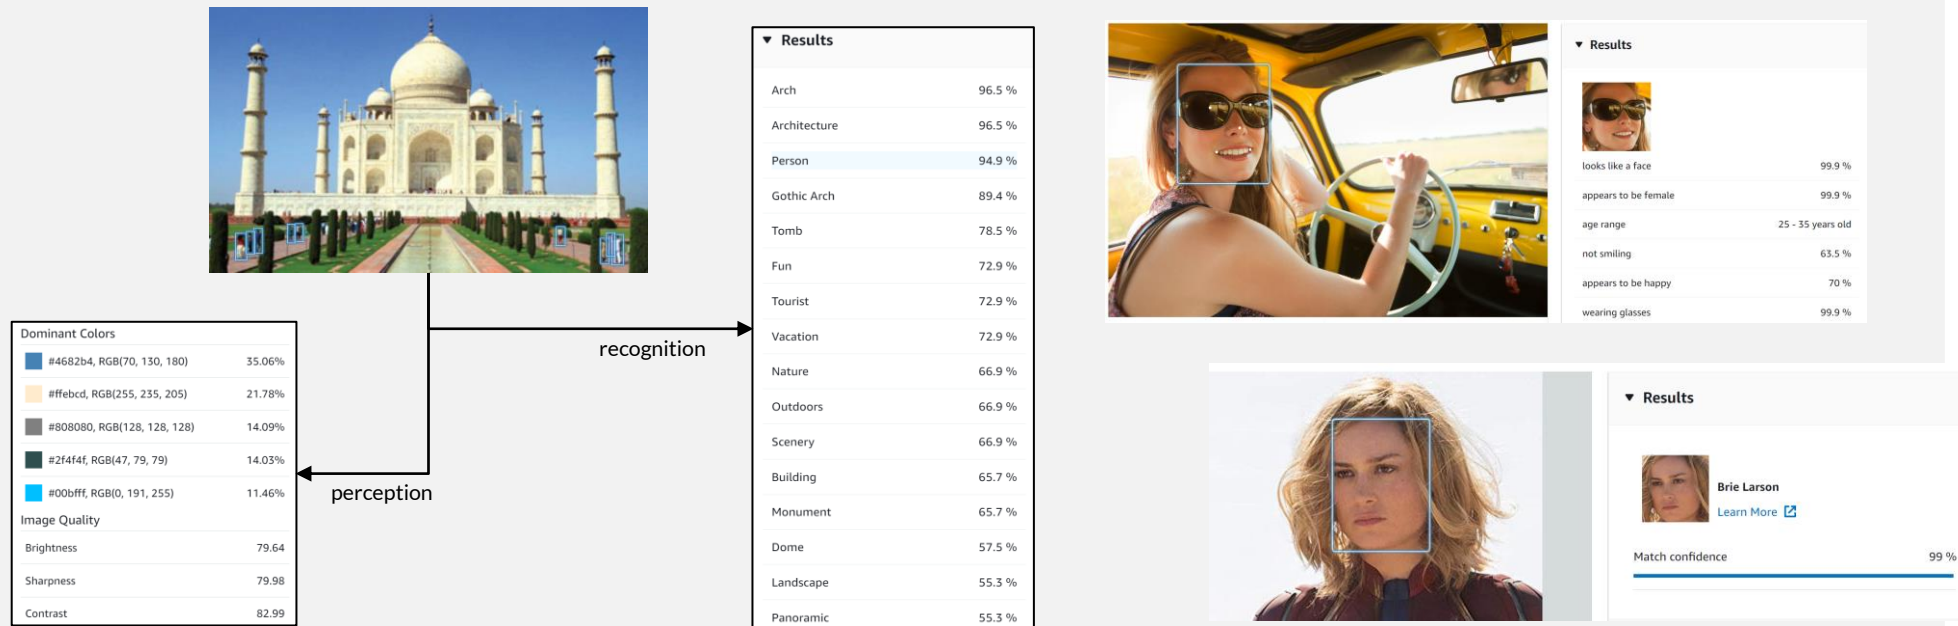 Dominant Colors
#4682b4, RGB(70, 130, 180) 35.06%
#ffebcd, RGB(255, 235, 205) 21.78%
#808080, RGB(128, 128, 128) 14.09%
#2f4f4f, RGB(47, 79, 79) 14.03%
#00bfff, RGB(0, 191, 255) 11.46%
Image Quality
Brightness 79.64
Sharpness 79.98
Contrast 82.99
perception
recognition
Results
Arch 96.5 %
Architecture 96.5 %
Person 94.9 %
Gothic Arch 89.4 %
Tomb 78.5 %
Fun 72.9 %
Tourist 72.9 %
Vacation 72.9 %
Nature 66.9 %
Outdoors 66.9 %
Scenery 66.9 %
Building 65.7 %
Monument 65.7 %
Dome 57.5 %
Landscape 55.3 %
Panoramic 55.3 %
Results
looks like a face 99.9 %
appears to be female 99.9 %
age range 25 - 35 years old
not smiling 63.5 %
appears to be happy 70 %
wearing glasses 99.9 %
Results
Brie Larson
Learn More
Match confidence 99 %